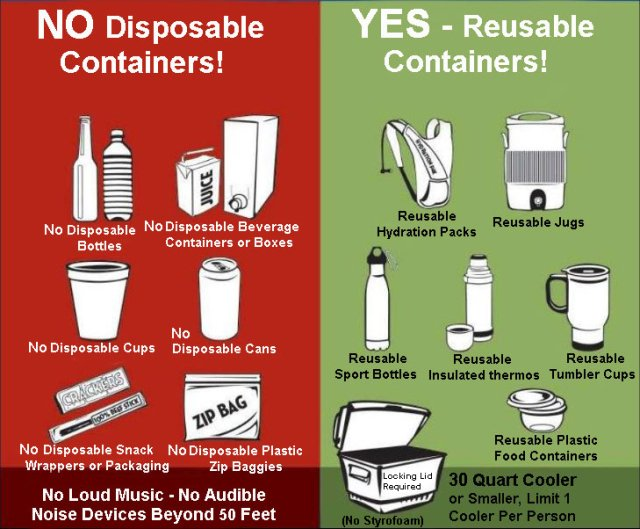 NO Disposable
Containers!
JUICE
No Disposable
Bottles
No Disposable Beverage
Containers or Boxes
No Disposable Cups
No
Disposable Cans
CRACKERS
100% BEEF STICK
ZIP BAG
No Disposable Snack
Wrappers or Packaging
No Disposable Plastic
Zip Baggies
No Loud Music - No Audible
Noise Devices Beyond 50 Feet
YES - Reusable
Containers!
Reusable
Hydration Packs
Reusable Jugs
Reusable
Sport Bottles
Reusable
Insulated thermos
Reusable
Tumbler Cups
Reusable Plastic
Food Containers
Locking Lid
Required
(No Styrofoam)
30 Quart Cooler
or Smaller, Limit 1
Cooler Per Person